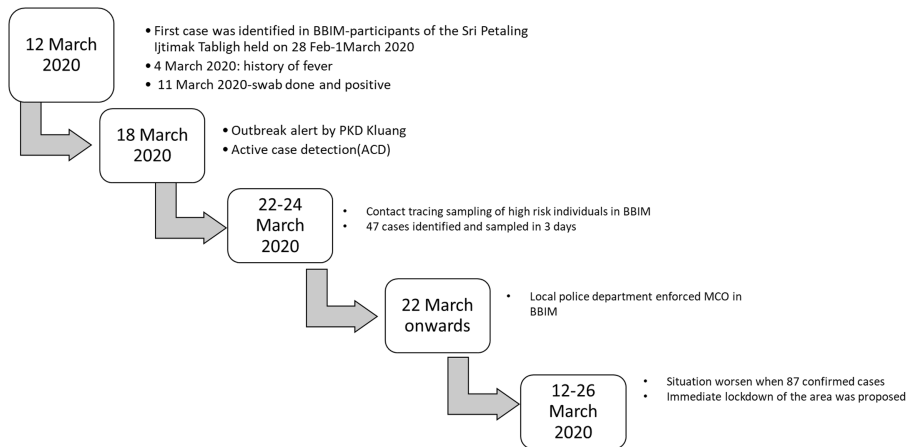 12 March
2020
• First case was identified in BBIM-participants of the Sri Petaling
Ijtimak Tabligh held on 28 Feb-1March 2020
• 4 March 2020: history of fever
• 11 March 2020-swab done and positive
18 March
2020
• Outbreak alert by PKD Kluang
• Active case detection(ACD)
22-24
March
2020
• Contact tracing sampling of high risk individuals in BBIM
• 47 cases identified and sampled in 3 days
22 March
onwards
• Local police department enforced MCO in
BBIM
12-26
March
2020
• Situation worsen when 87 confirmed cases
• Immediate lockdown of the area was proposed